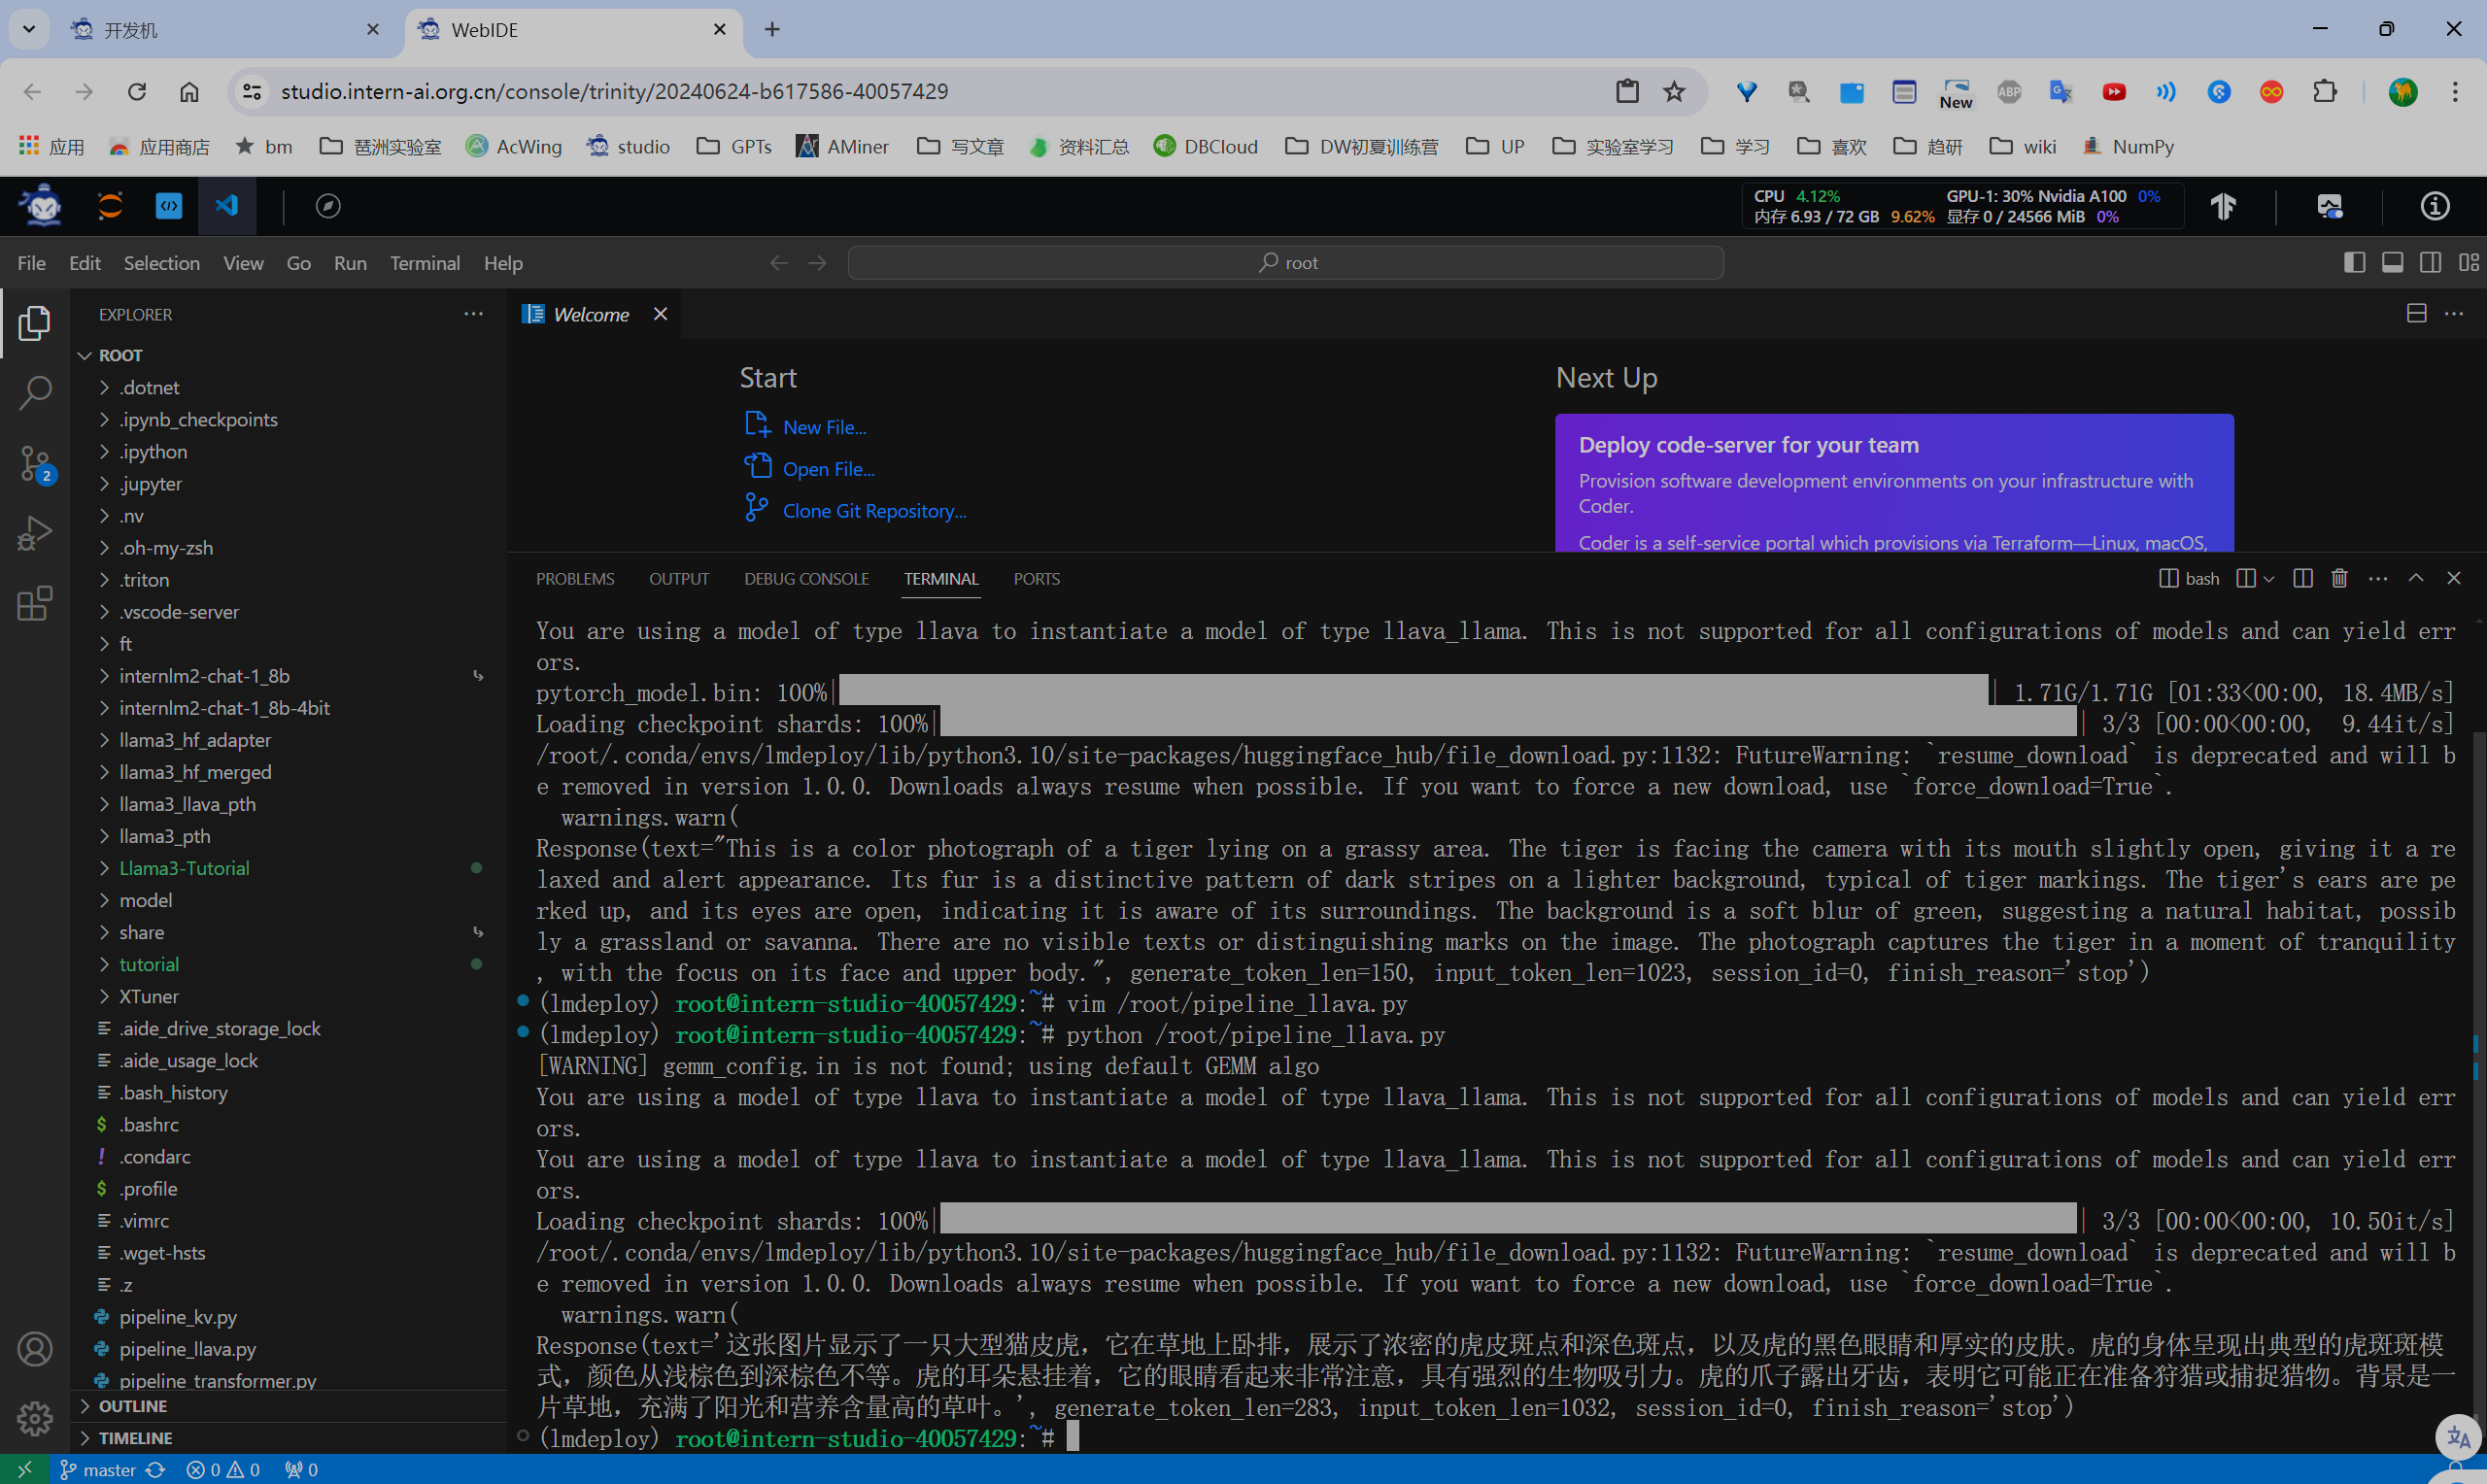 开发机
WebIDE
studio.intern-ai.org.cn/console/trinity/20240624-b617586-40057429
New
ABP
应用
应用商店
bm
琶洲实验室
AcWing
studio
GPTs
AMiner
写文章
资料汇总
DBCloud
DW初夏训练营
UP
实验室学习
学习
喜欢
趋研
wiki
NumPy
CPU 4.12% GPU-1: 30% Nvidia A100 0%
内存 6.93 / 72 GB 9.62% 显存 0 / 24566 MiB 0%
File Edit Selection View Go Run Terminal Help
root
EXPLORER
Welcome
ROOT
.dotnet
.ipynb_checkpoints
.ipython
.jupyter
.nv
.oh-my-zsh
.triton
.vscode-server
ft
internlm2-chat-1_8b
internlm2-chat-1_8b-4bit
llama3_hf_adapter
llama3_hf_merged
llama3_llava_pth
llama3_pth
Llama3-Tutorial
model
share
tutorial
XTuner
.aide_drive_storage_lock
.aide_usage_lock
.bash_history
.bashrc
.condarc
.profile
.vimrc
.wget-hsts
.z
pipeline_kv.py
pipeline_llava.py
pipeline_transformer.py
OUTLINE
TIMELINE
2
Start
New File...
Open File...
Clone Git Repository...
Next Up
Deploy code-server for your team
Provision software development environments on your infrastructure with
Coder.
Coder is a self-service portal which provisions via Terraform—Linux, macOS,
PROBLEMS OUTPUT DEBUG CONSOLE TERMINAL PORTS
bash
You are using a model of type llava to instantiate a model of type llava_llama. This is not supported for all configurations of models and can yield err
ors.
pytorch_model.bin: 100%| | 1.71G/1.71G [01:33<00:00, 18.4MB/s]
Loading checkpoint shards: 100%| | 3/3 [00:00<00:00, 9.44it/s]
/root/.conda/envs/lmdeploy/lib/python3.10/site-packages/huggingface_hub/file_download.py:1132: FutureWarning: `resume_download` is deprecated and will b
e removed in version 1.0.0. Downloads always resume when possible. If you want to force a new download, use `force_download=True`.
warnings.warn(
Response(text="This is a color photograph of a tiger lying on a grassy area. The tiger is facing the camera with its mouth slightly open, giving it a re
laxed and alert appearance. Its fur is a distinctive pattern of dark stripes on a lighter background, typical of tiger markings. The tiger's ears are pe
rked up, and its eyes are open, indicating it is aware of its surroundings. The background is a soft blur of green, suggesting a natural habitat, possib
ly a grassland or savanna. There are no visible texts or distinguishing marks on the image. The photograph captures the tiger in a moment of tranquility
, with the focus on its face and upper body.", generate_token_len=150, input_token_len=1023, session_id=0, finish_reason='stop')
(lmdeploy) root@intern-studio-40057429:~# vim /root/pipeline_llava.py
(lmdeploy) root@intern-studio-40057429:~# python /root/pipeline_llava.py
[WARNING] gemm_config.in is not found; using default GEMM algo
You are using a model of type llava to instantiate a model of type llava_llama. This is not supported for all configurations of models and can yield err
ors.
You are using a model of type llava to instantiate a model of type llava_llama. This is not supported for all configurations of models and can yield err
ors.
Loading checkpoint shards: 100%| | 3/3 [00:00<00:00, 10.50it/s]
/root/.conda/envs/lmdeploy/lib/python3.10/site-packages/huggingface_hub/file_download.py:1132: FutureWarning: `resume_download` is deprecated and will b
e removed in version 1.0.0. Downloads always resume when possible. If you want to force a new download, use `force_download=True`.
warnings.warn(
Response(text='这张图片显示了一只大型猫皮虎，它在草地上卧排，展示了浓密的虎皮斑点和深色斑点，以及虎的黑色眼睛和厚实的皮肤。虎的身体呈现出典型的虎斑斑模
式，颜色从浅棕色到深棕色不等。虎的耳朵悬挂着，它的眼睛看起来非常注意，具有强烈的生物吸引力。虎的爪子露出牙齿，表明它可能正在准备狩猎或捕捉猎物。背景是一
片草地，充满了阳光和营养含量高的草叶。', generate_token_len=283, input_token_len=1032, session_id=0, finish_reason='stop')
(lmdeploy) root@intern-studio-40057429:~#
master 0 0 0